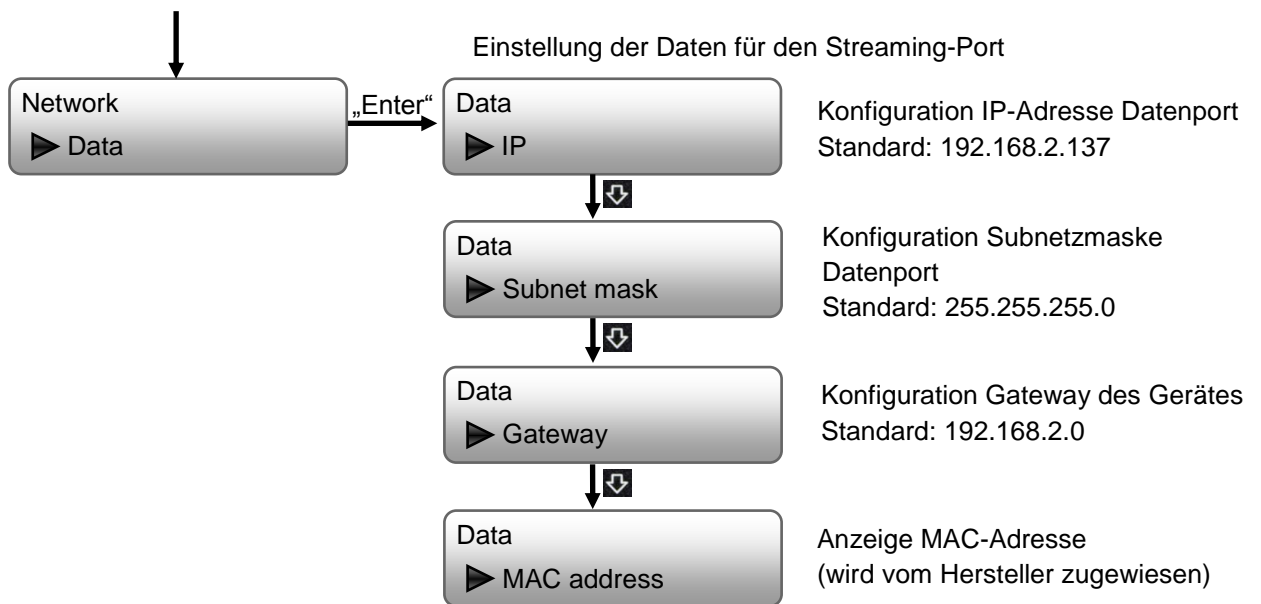 Einstellung der Daten für den Streaming-Port
Network
Data
„Enter“
Data
IP
Konfiguration IP-Adresse Datenport
Standard: 192.168.2.137
Data
Subnet mask
Konfiguration Subnetzmaske
Datenport
Standard: 255.255.255.0
Data
Gateway
Konfiguration Gateway des Gerätes
Standard: 192.168.2.0
Data
MAC address
Anzeige MAC-Adresse
(wird vom Hersteller zugewiesen)